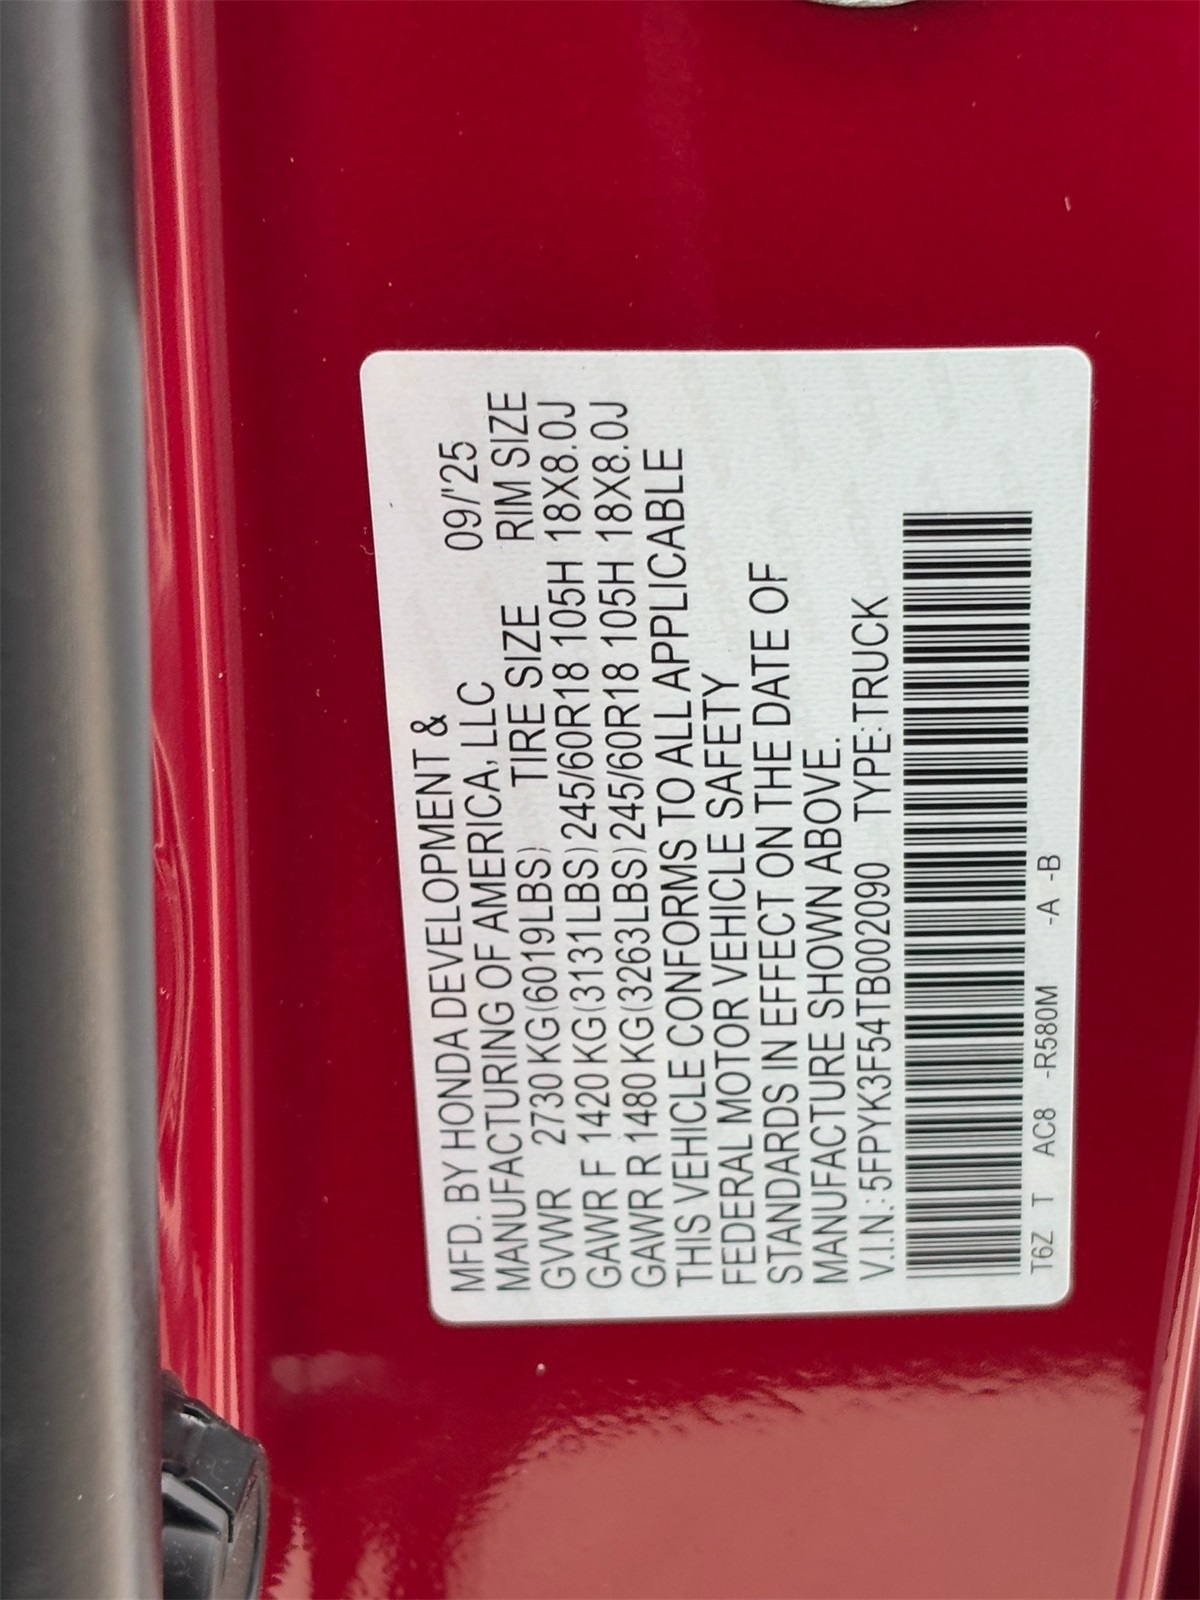 MFD. BY HONDA DEVELOPMENT &
MANUFACTURING OF AMERICA, LLC 09/'25
GVWR 2730 KG (6019LBS) TIRE SIZE RIM SIZE
GAWR F 1420 KG (3131LBS) 245/60R18 105H 18X8.0J
GAWR R 1480 KG (3263LBS) 245/60R18 105H 18X8.0J
THIS VEHICLE CONFORMS TO ALL APPLICABLE
FEDERAL MOTOR VEHICLE SAFETY
STANDARDS IN EFFECT ON THE DATE OF
MANUFACTURE SHOWN ABOVE.
V.I.N.: 5FPYK3F54TB002090 TYPE: TRUCK
T6Z T AC8 -R580M -A -B